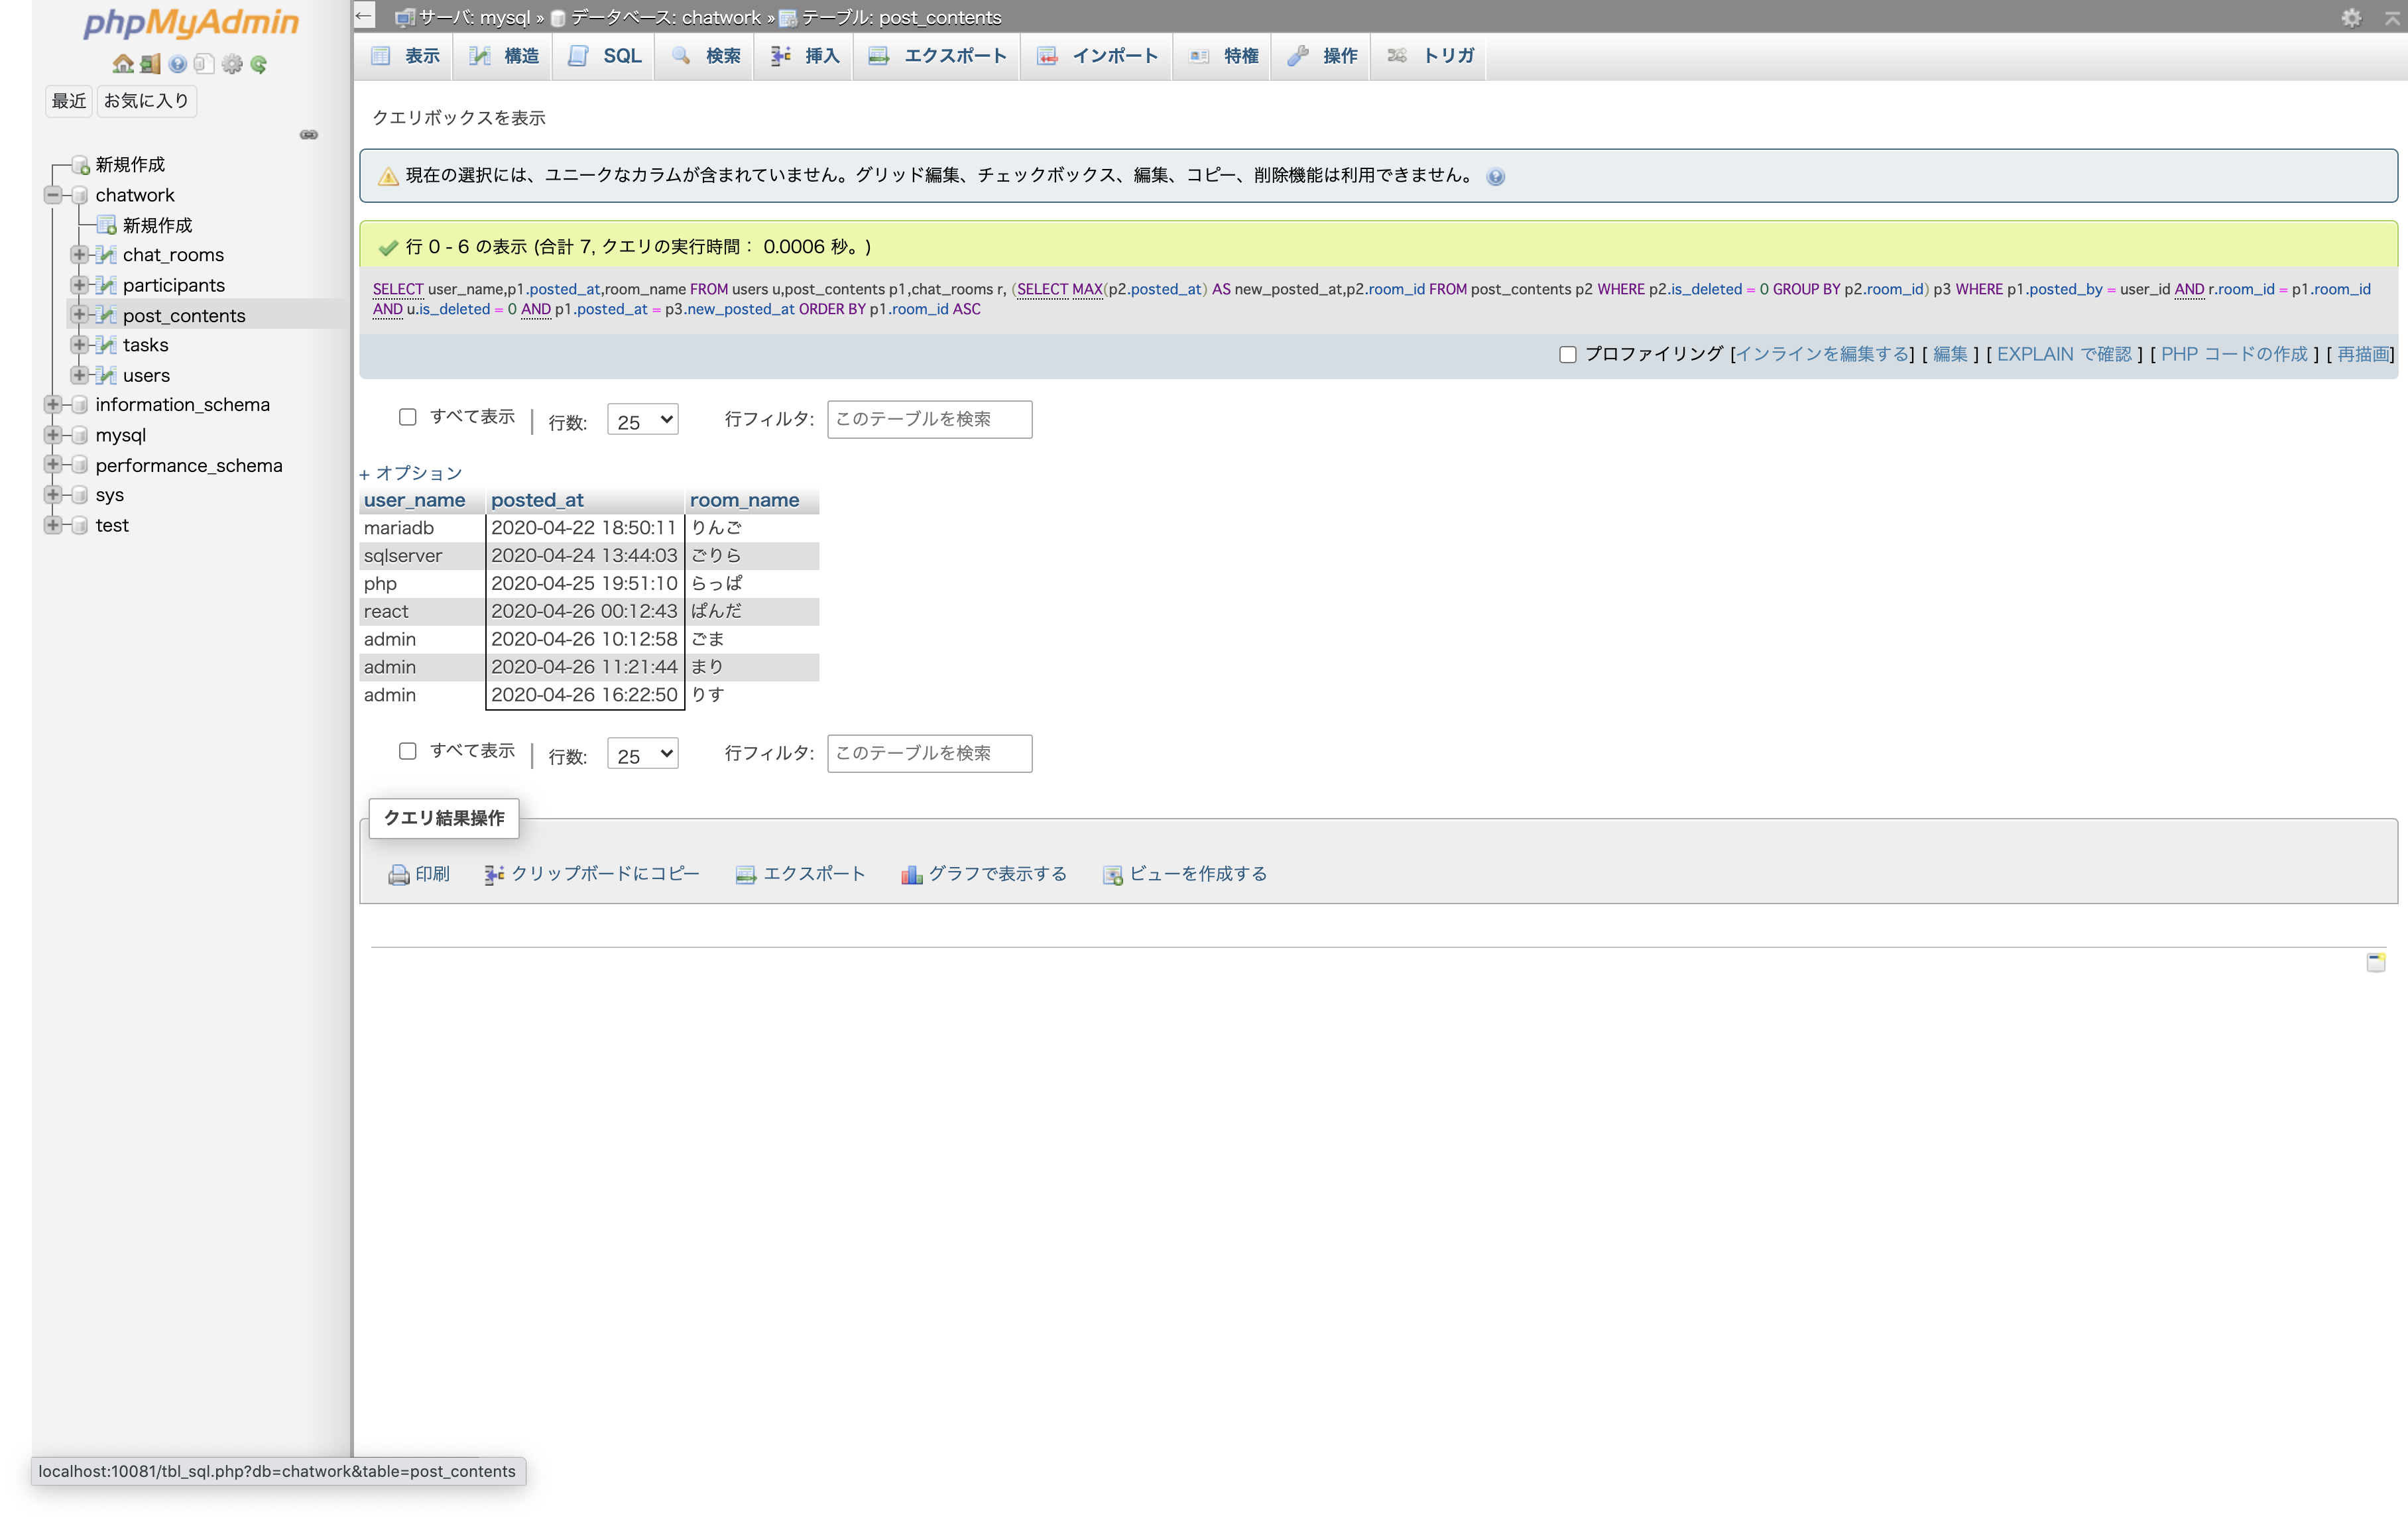 phpMyAdmin
最近 お気に入り
新規作成
chatwork
新規作成
chat_rooms
participants
post_contents
tasks
users
information_schema
mysql
performance_schema
sys
test
サーバ: mysql » データベース: chatwork » テーブル: post_contents
表示 構造 SQL 検索 挿入 エクスポート インポート 特権 操作 トリガ
クエリボックスを表示
現在の選択には、ユニークなカラムが含まれていません。グリッド編集、チェックボックス、編集、コピー、削除機能は利用できません。
行 0 - 6 の表示 (合計 7, クエリの実行時間： 0.0006 秒。)
SELECT user_name,p1.posted_at,room_name FROM users u,post_contents p1,chat_rooms r, (SELECT MAX(p2.posted_at) AS new_posted_at,p2.room_id FROM post_contents p2 WHERE p2.is_deleted = 0 GROUP BY p2.room_id) p3 WHERE p1.posted_by = user_id AND r.room_id = p1.room_id
AND u.is_deleted = 0 AND p1.posted_at = p3.new_posted_at ORDER BY p1.room_id ASC
プロファイリング [インラインを編集する] [ 編集 ] [ EXPLAIN で確認 ] [ PHP コードの作成 ] [ 再描画]
すべて表示 | 行数: 25 行フィルタ: このテーブルを検索
+ オプション
user_name posted_at room_name
mariadb 2020-04-22 18:50:11 りんご
sqlserver 2020-04-24 13:44:03 ごりら
php 2020-04-25 19:51:10 らっぱ
react 2020-04-26 00:12:43 ぱんだ
admin 2020-04-26 10:12:58 ごま
admin 2020-04-26 11:21:44 まり
admin 2020-04-26 16:22:50 りす
すべて表示 | 行数: 25 行フィルタ: このテーブルを検索
クエリ結果操作
印刷 クリップボードにコピー エクスポート グラフで表示する ビューを作成する
localhost:10081/tbl_sql.php?db=chatwork&table=post_contents